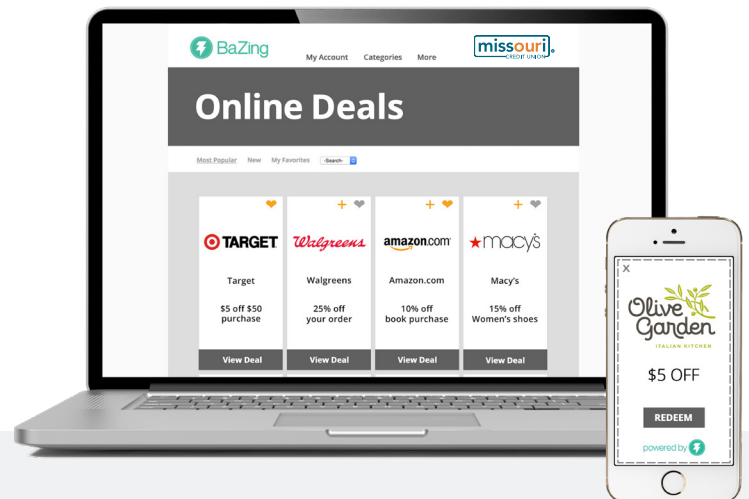 BaZing
My Account Categories More
missouri
CREDIT UNION
Online Deals
Most Popular New My Favorites -Search-
TARGET Walgreens amazon.com macy's
Target Walgreens Amazon.com Macy's
$5 off $50 25% off 10% off 15% off
purchase your order book purchase Women's shoes
View Deal View Deal View Deal View Deal
X
Olive
Garden
ITALIAN KITCHEN
$5 OFF
REDEEM
powered by